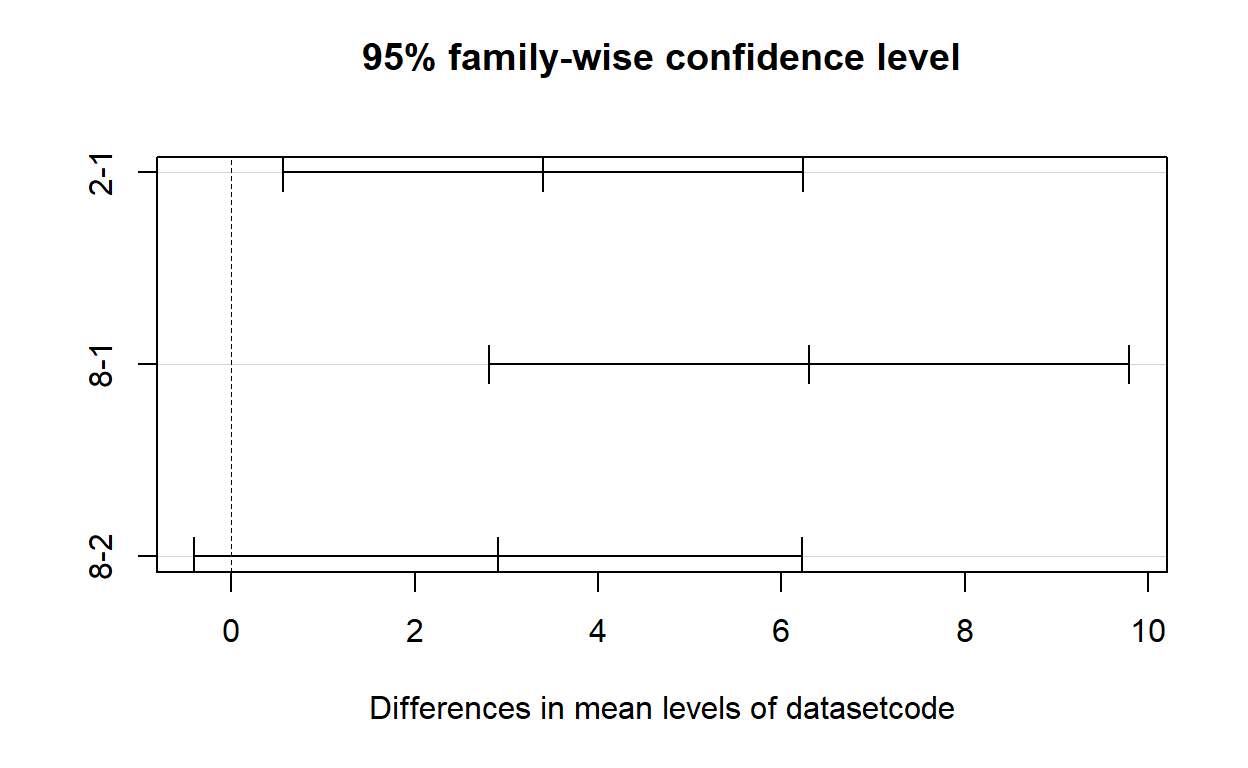 95% family-wise confidence level
2-1
8-1
8-2
0 2 4 6 8 10
Differences in mean levels of datasetcode